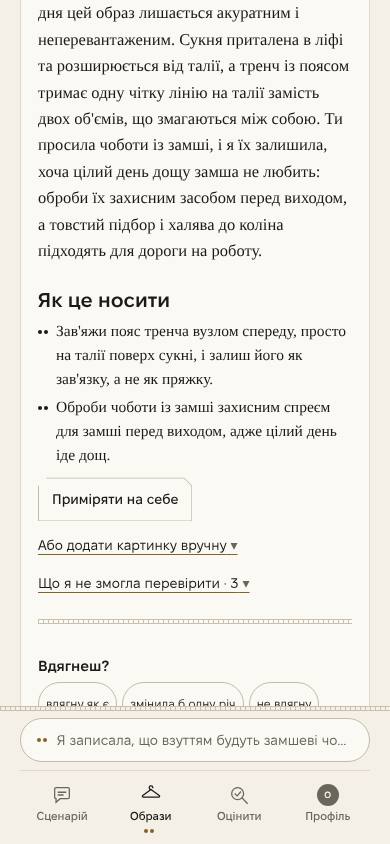 дня цей образ лишається акуратним і
неперевантаженим. Сукня приталена в ліфі
та розширюється від талії, а тренч із поясом
тримає одну чітку лінію на талії замість
двох об'ємів, що змагаються між собою. Ти
просила чоботи із замші, і я їх залишила,
хоча цілий день дощу замша не любить:
оброби їх захисним засобом перед виходом,
а товстий підбор і халява до коліна
підходять для дороги на роботу.
Як це носити
Зав'яжи пояс тренча вузлом спереду, просто
на талії поверх сукні, і залиш його як
зав'язку, а не як пряжку.
Оброби чоботи із замші захисним спреєм
для замші перед виходом, адже цілий день
іде дощ.
Приміряти на себе
Або додати картинку вручну ▾
Що я не змогла перевірити · 3 ▾
Вдягнеш?
вдягну як є змінила б одну річ не вдягну
Я записала, що взуттям будуть замшеві чо...
Сценарій Образи Оцінити Профіль
О